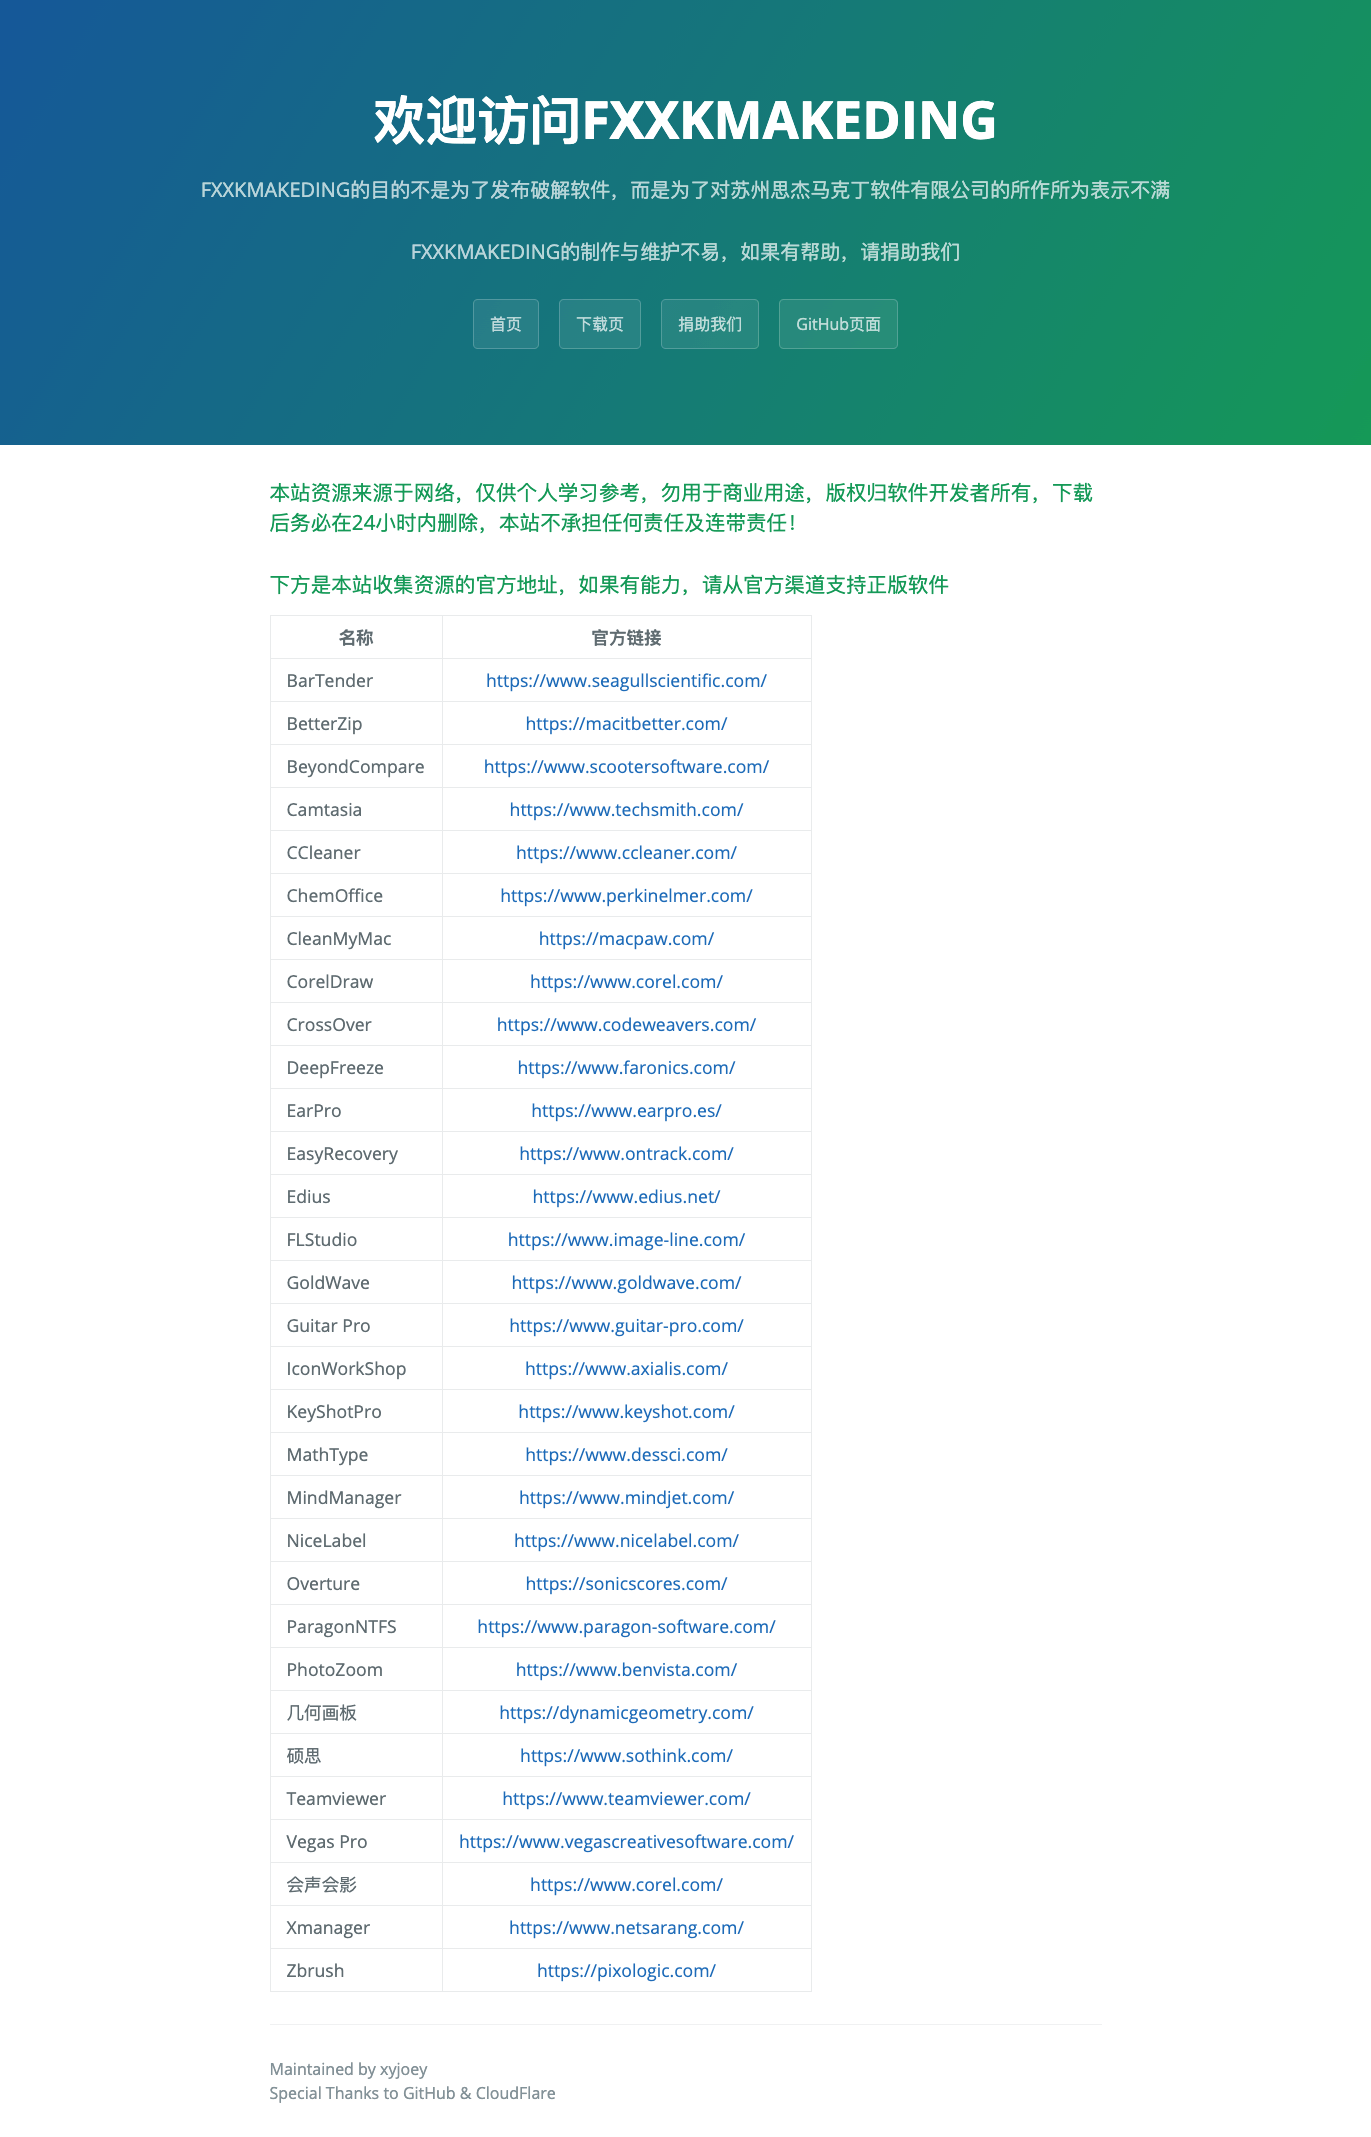 欢迎访问FXXKMAKEDING
FXXKMAKEDING的目的不是为了发布破解软件，而是为了对苏州思杰马克丁软件有限公司的所作所为表示不满
FXXKMAKEDING的制作与维护不易，如果有帮助，请捐助我们
首页 下载页 捐助我们 GitHub页面
本站资源来源于网络，仅供个人学习参考，勿用于商业用途，版权归软件开发者所有，下载
后务必在24小时内删除，本站不承担任何责任及连带责任！
下方是本站收集资源的官方地址，如果有能力，请从官方渠道支持正版软件
名称 官方链接
BarTender https://www.seagullscientific.com/
BetterZip https://macitbetter.com/
BeyondCompare https://www.scootersoftware.com/
Camtasia https://www.techsmith.com/
CCleaner https://www.ccleaner.com/
ChemOffice https://www.perkinelmer.com/
CleanMyMac https://macpaw.com/
CorelDraw https://www.corel.com/
CrossOver https://www.codeweavers.com/
DeepFreeze https://www.faronics.com/
EarPro https://www.earpro.es/
EasyRecovery https://www.ontrack.com/
Edius https://www.edius.net/
FLStudio https://www.image-line.com/
GoldWave https://www.goldwave.com/
Guitar Pro https://www.guitar-pro.com/
IconWorkShop https://www.axialis.com/
KeyShotPro https://www.keyshot.com/
MathType https://www.dessci.com/
MindManager https://www.mindjet.com/
NiceLabel https://www.nicelabel.com/
Overture https://sonicscores.com/
ParagonNTFS https://www.paragon-software.com/
PhotoZoom https://www.benvista.com/
几何画板 https://dynamicgeometry.com/
硕思 https://www.sothink.com/
Teamviewer https://www.teamviewer.com/
Vegas Pro https://www.vegascreativesoftware.com/
会声会影 https://www.corel.com/
Xmanager https://www.netsarang.com/
Zbrush https://pixologic.com/
Maintained by xyjoey
Special Thanks to GitHub & CloudFlare